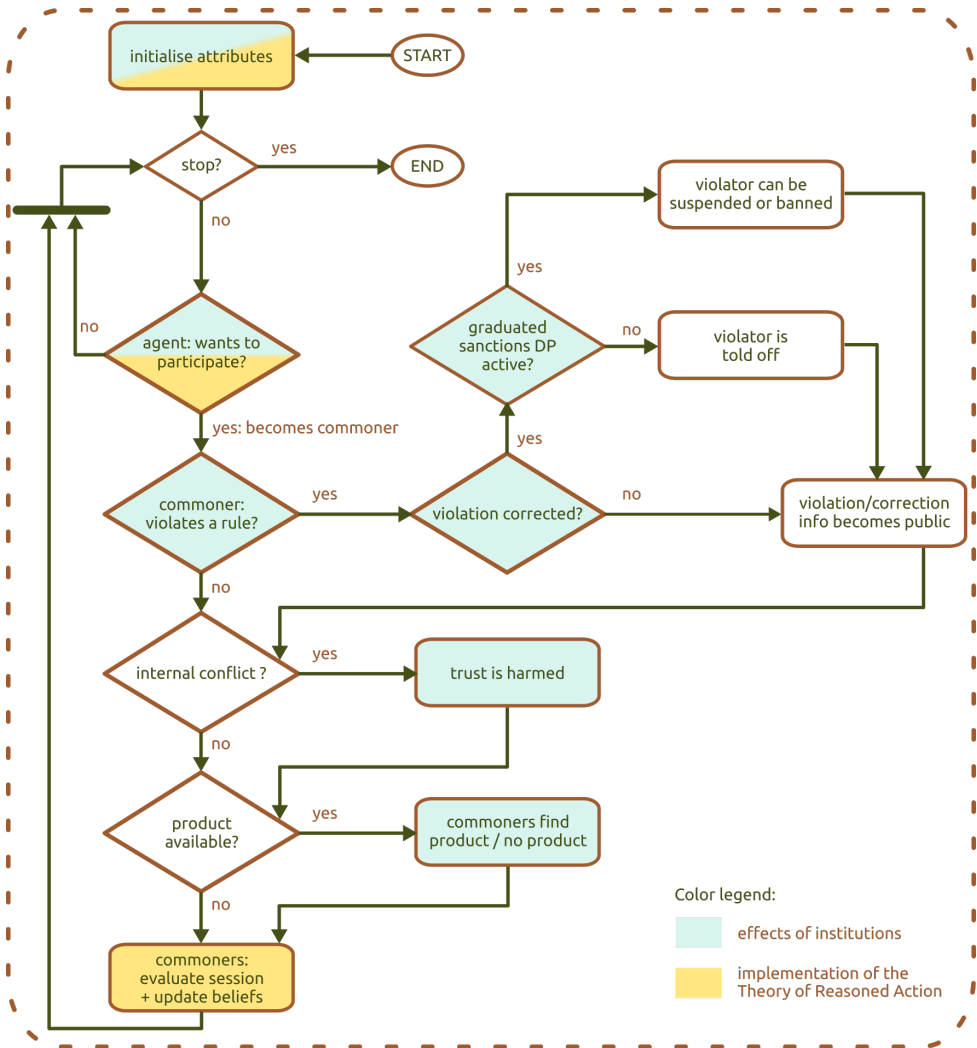 initialise attributes
START
stop?
yes
END
no
violator can be
suspended or banned
yes
no
agent: wants to
participate?
graduated
sanctions DP
active?
no
violator is
told off
yes: becomes commoner
yes
commoner:
violates a rule?
yes
violation corrected?
no
violation/correction
info becomes public
no
internal conflict ?
yes
trust is harmed
no
product
available?
yes
commoners find
product / no product
no
commoners:
evaluate session
+ update beliefs
Color legend:
effects of institutions
implementation of the
Theory of Reasoned Action